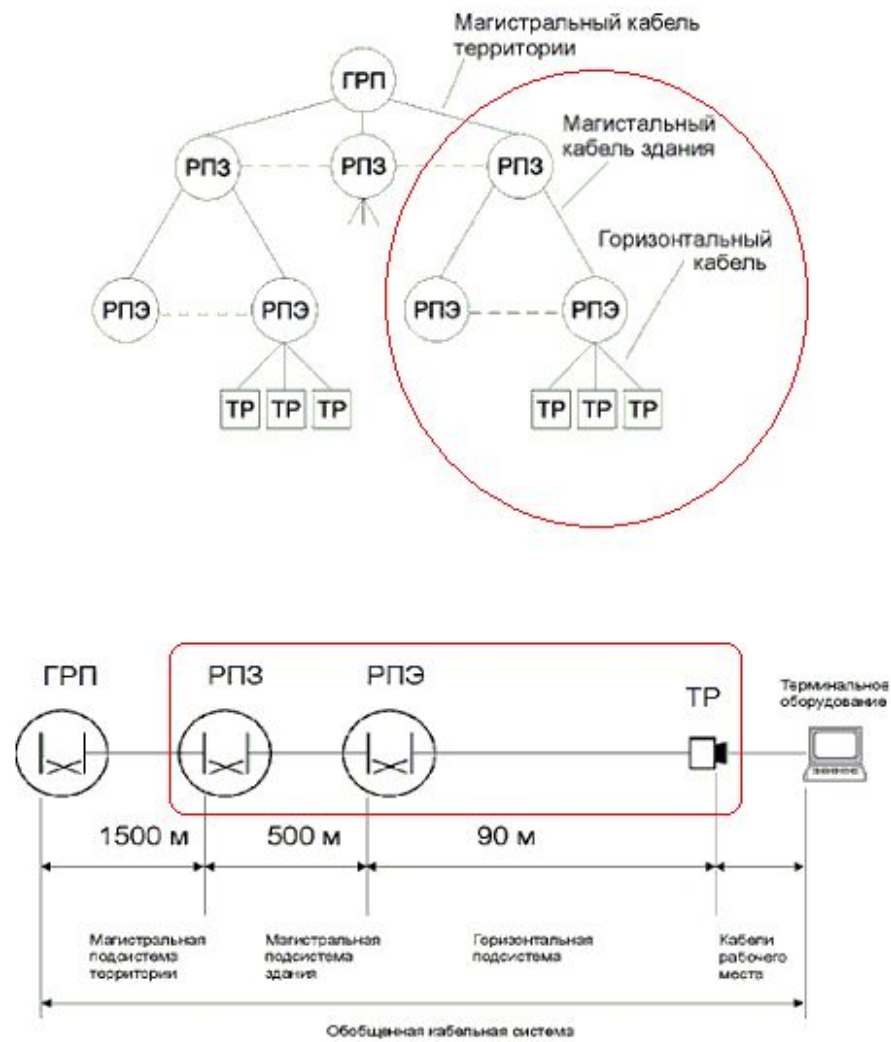 Магистральный кабель
территории
ГРП
Магистальный
кабель здания
РПЗ
РПЗ
РПЗ
Горизонтальный
кабель
РПЭ
РПЭ
РПЭ
РПЭ
ТР ТР ТР
ТР ТР ТР
ГРП
РПЗ
РПЭ
ТР
Терминальное
оборудование
1500 м
500 м
90 м
Магистральная
подсистема
территории
Магистральная
подсистема
здания
Горизонтальная
подсистема
Кабели
рабочего
места
Обобщенная кабельная система